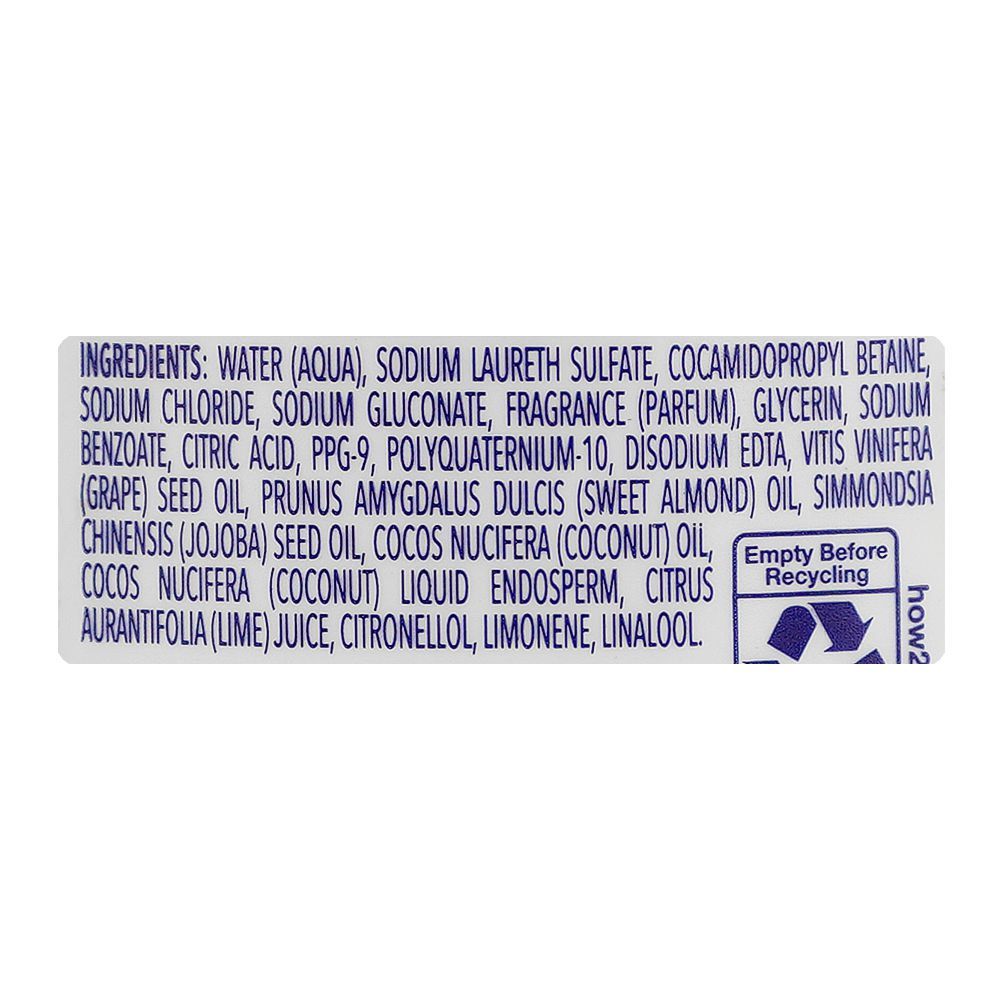 INGREDIENTS: WATER (AQUA), SODIUM LAURETH SULFATE, COCAMIDOPROPYL BETAINE,
SODIUM CHLORIDE, SODIUM GLUCONATE, FRAGRANCE (PARFUM), GLYCERIN, SODIUM
BENZOATE, CITRIC ACID, PPG-9, POLYQUATERNIUM-10, DISODIUM EDTA, VITIS VINIFERA
(GRAPE) SEED OIL, PRUNUS AMYGDALUS DULCIS (SWEET ALMOND) OIL, SIMMONDSIA
CHINENSIS (JOJOBA) SEED OIL, COCOS NUCIFERA (COCONUT) OIL,
COCOS NUCIFERA (COCONUT) LIQUID ENDOSPERM, CITRUS
AURANTIFOLIA (LIME) JUICE, CITRONELLOL, LIMONENE, LINALOOL.
Empty Before
Recycling
how2